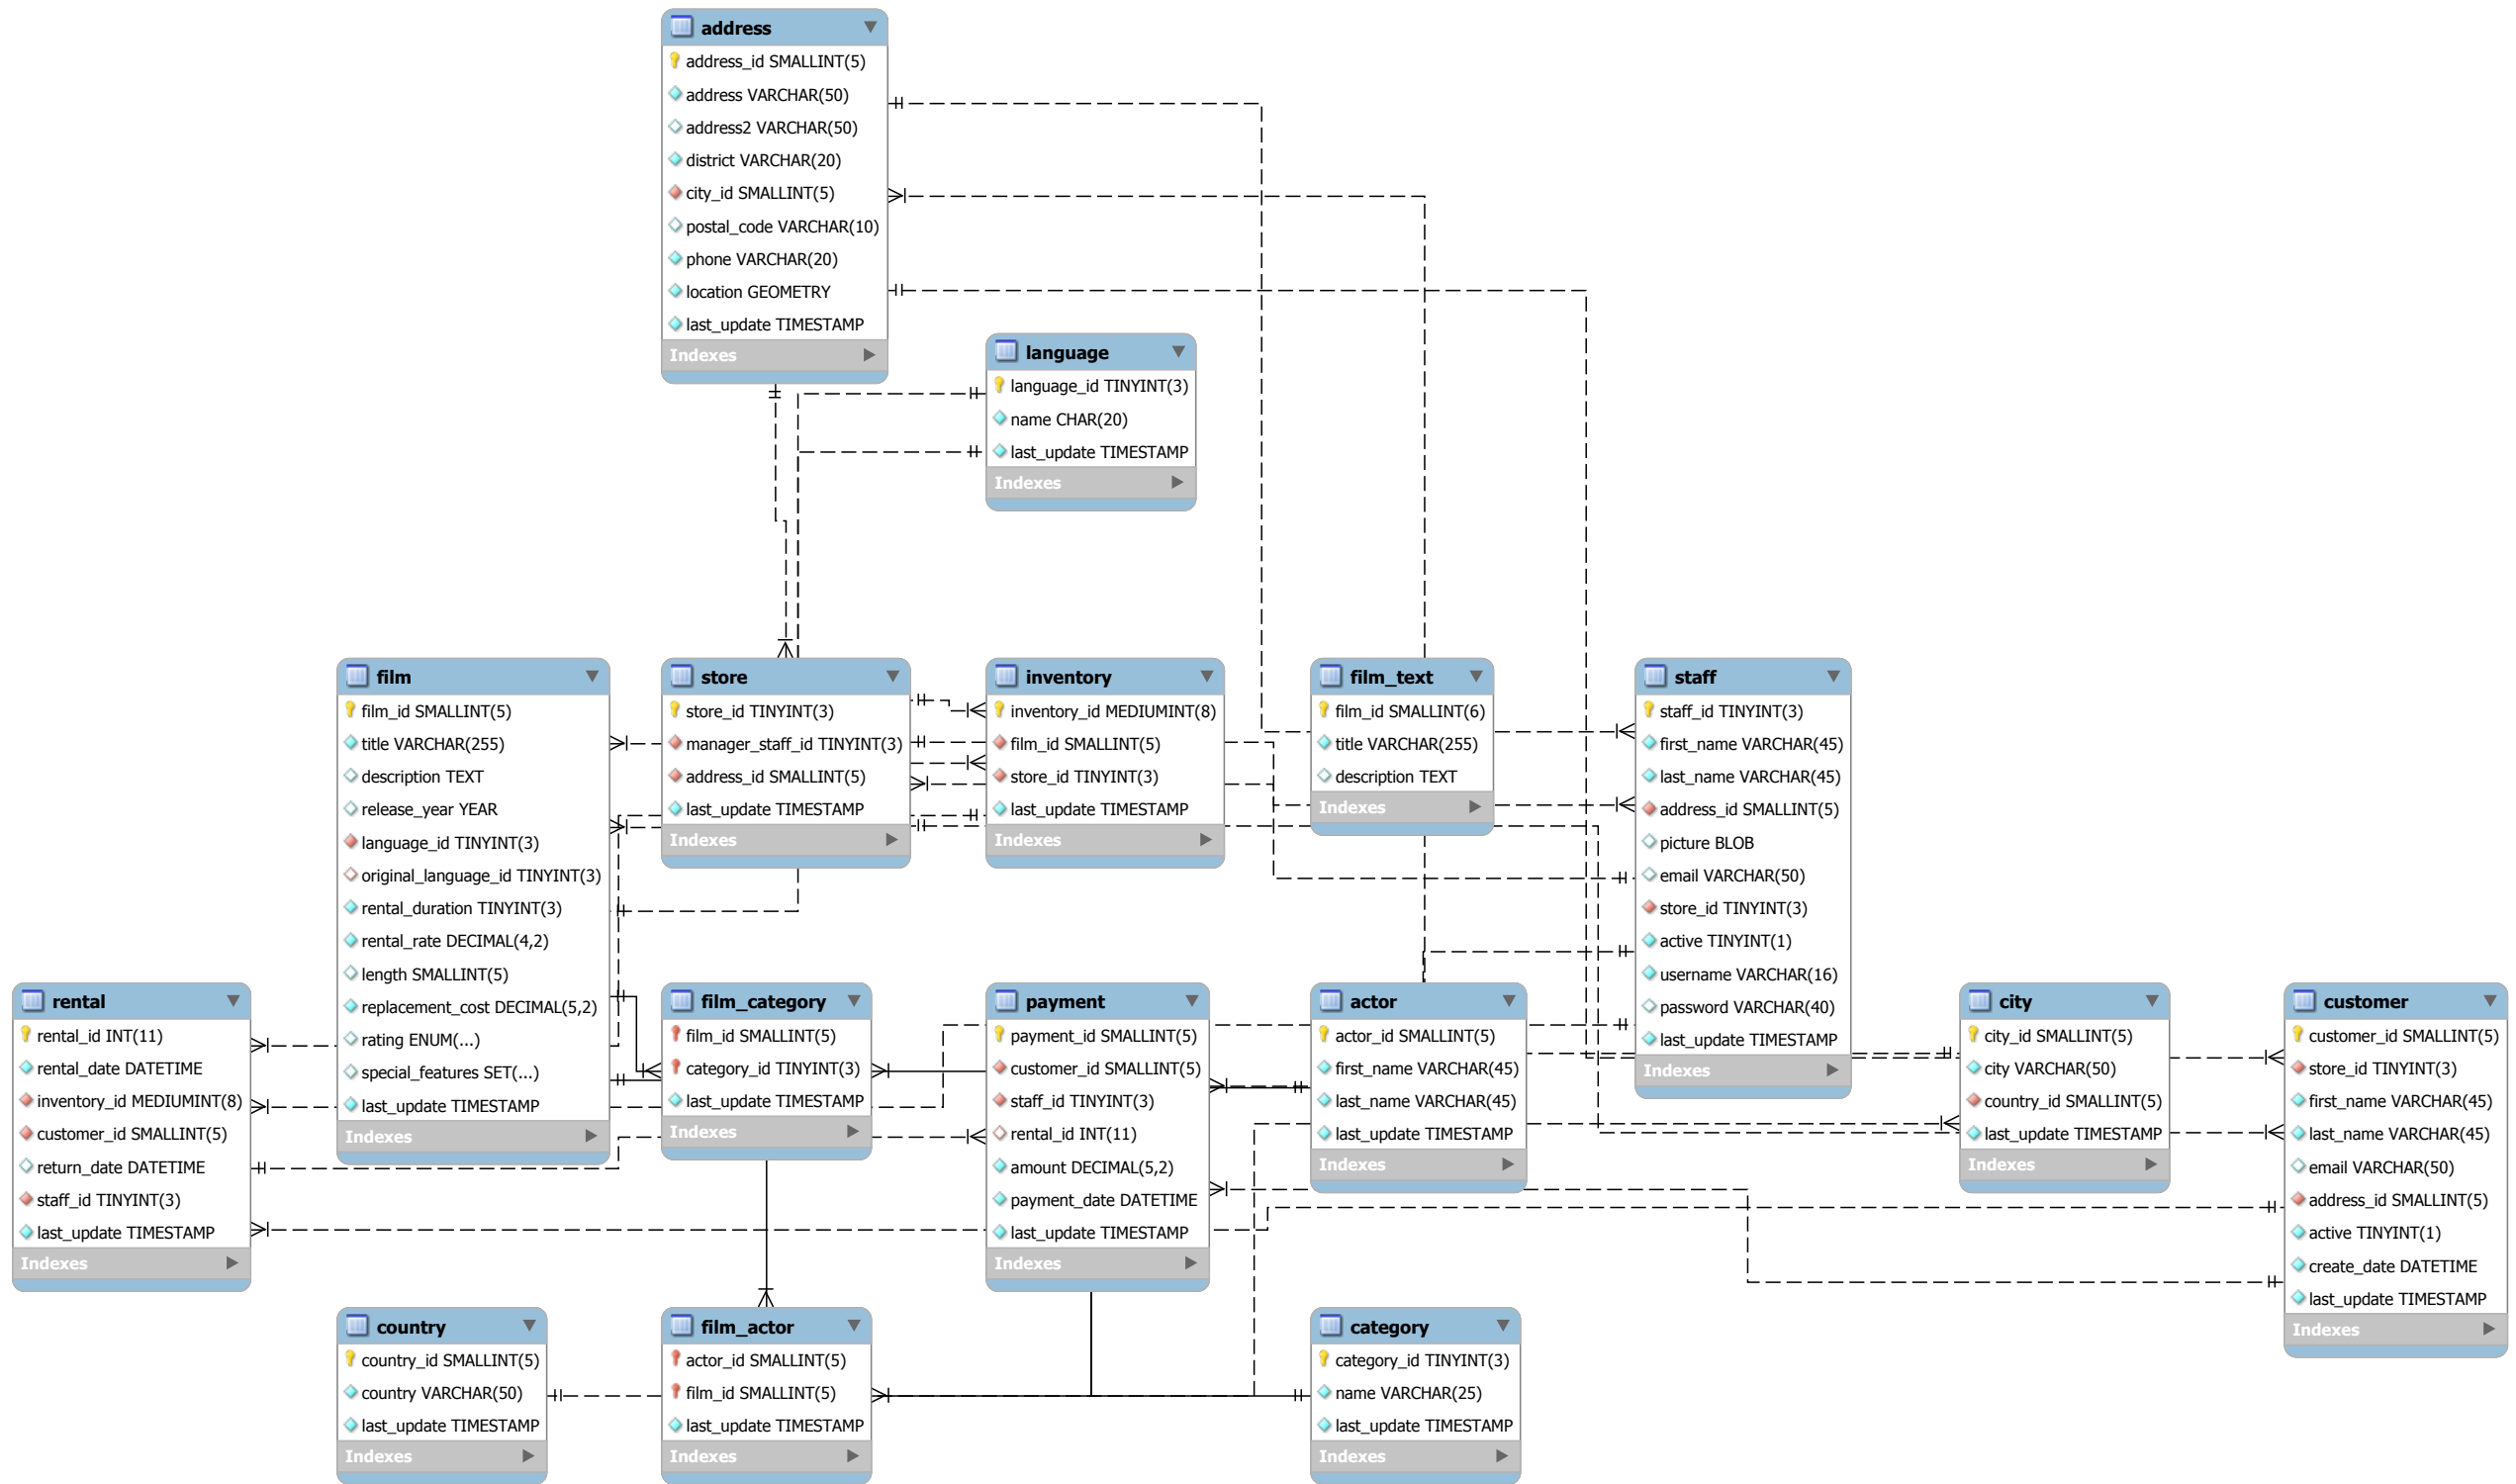 address
address_id SMALLINT(5)
address VARCHAR(50)
address2 VARCHAR(50)
district VARCHAR(20)
city_id SMALLINT(5)
postal_code VARCHAR(10)
phone VARCHAR(20)
location GEOMETRY
last_update TIMESTAMP
Indexes
language
language_id TINYINT(3)
name CHAR(20)
last_update TIMESTAMP
Indexes
film
film_id SMALLINT(5)
title VARCHAR(255)
description TEXT
release_year YEAR
language_id TINYINT(3)
original_language_id TINYINT(3)
rental_duration TINYINT(3)
rental_rate DECIMAL(4,2)
length SMALLINT(5)
replacement_cost DECIMAL(5,2)
rating ENUM(...)
special_features SET(...)
last_update TIMESTAMP
Indexes
store
store_id TINYINT(3)
manager_staff_id TINYINT(3)
address_id SMALLINT(5)
last_update TIMESTAMP
Indexes
inventory
inventory_id MEDIUMINT(8)
film_id SMALLINT(5)
store_id TINYINT(3)
last_update TIMESTAMP
Indexes
film_text
film_id SMALLINT(6)
title VARCHAR(255)
description TEXT
Indexes
staff
staff_id TINYINT(3)
first_name VARCHAR(45)
last_name VARCHAR(45)
address_id SMALLINT(5)
picture BLOB
email VARCHAR(50)
store_id TINYINT(3)
active TINYINT(1)
username VARCHAR(16)
password VARCHAR(40)
last_update TIMESTAMP
Indexes
rental
rental_id INT(11)
rental_date DATETIME
inventory_id MEDIUMINT(8)
customer_id SMALLINT(5)
return_date DATETIME
staff_id TINYINT(3)
last_update TIMESTAMP
Indexes
film_category
film_id SMALLINT(5)
category_id TINYINT(3)
last_update TIMESTAMP
Indexes
payment
payment_id SMALLINT(5)
customer_id SMALLINT(5)
staff_id TINYINT(3)
rental_id INT(11)
amount DECIMAL(5,2)
payment_date DATETIME
last_update TIMESTAMP
Indexes
actor
actor_id SMALLINT(5)
first_name VARCHAR(45)
last_name VARCHAR(45)
last_update TIMESTAMP
Indexes
city
city_id SMALLINT(5)
city VARCHAR(50)
country_id SMALLINT(5)
last_update TIMESTAMP
Indexes
customer
customer_id SMALLINT(5)
store_id TINYINT(3)
first_name VARCHAR(45)
last_name VARCHAR(45)
email VARCHAR(50)
address_id SMALLINT(5)
active TINYINT(1)
create_date DATETIME
last_update TIMESTAMP
Indexes
country
country_id SMALLINT(5)
country VARCHAR(50)
last_update TIMESTAMP
Indexes
film_actor
actor_id SMALLINT(5)
film_id SMALLINT(5)
last_update TIMESTAMP
Indexes
category
category_id TINYINT(3)
name VARCHAR(25)
last_update TIMESTAMP
Indexes